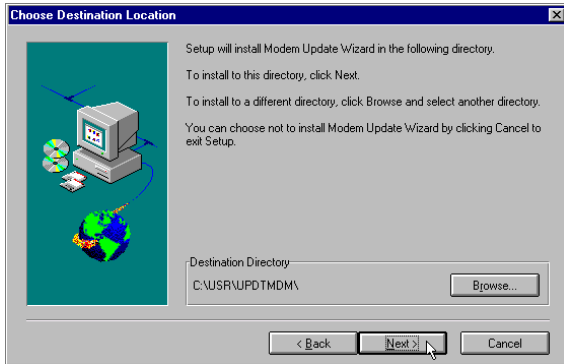 Choose Destination Location
Setup will install Modem Update Wizard in the following directory.
To install to this directory, click Next.
To install to a different directory, click Browse and select another directory.
You can choose not to install Modem Update Wizard by clicking Cancel to
exit Setup.
Destination Directory
C:\USR\UPDTMDM\
Browse...
< Back
Next >
Cancel